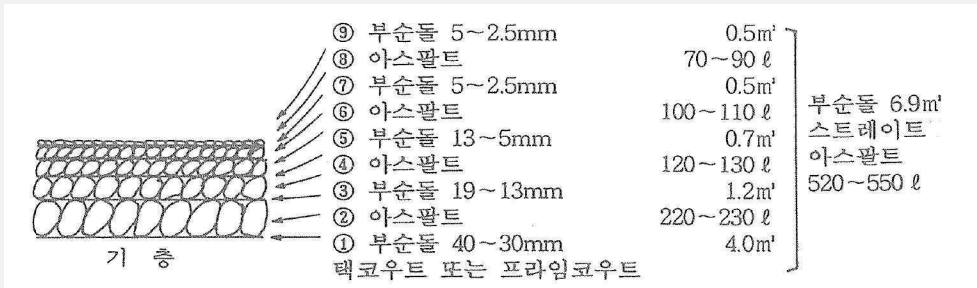 ⑨ 부순돌 5~2.5mm 0.5㎥
⑧ 아스팔트 70~90 ℓ
⑦ 부순돌 5~2.5mm 0.5㎥
⑥ 아스팔트 100~110 ℓ
⑤ 부순돌 13~5mm 0.7㎥
④ 아스팔트 120~130 ℓ
③ 부순돌 19~13mm 1.2㎥
② 아스팔트 220~230 ℓ
① 부순돌 40~30mm 4.0㎥
택코우트 또는 프라임코우트
부순돌 6.9㎥
스트레이트
아스팔트
520~550 ℓ
기 층